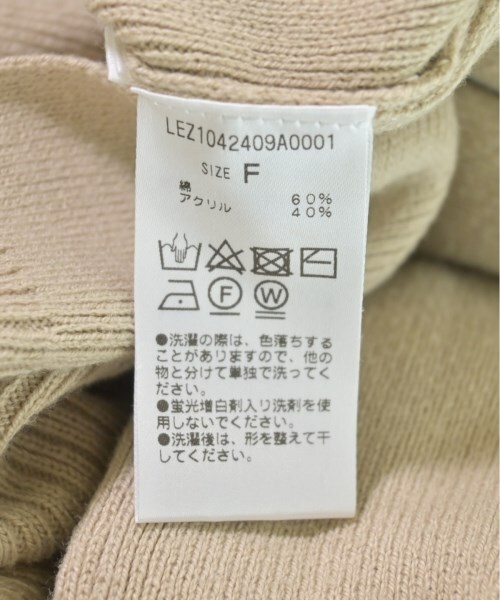 LEZ1042409A0001
SIZE F
綿 60%
アクリル 40%
F W
●洗濯の際は、色落ちする
ことがありますので、他の
物と分けて単独で洗ってく
ださい。
●蛍光増白剤入り洗剤を使
用しないでください。
●洗濯後は、形を整えて干
してください。